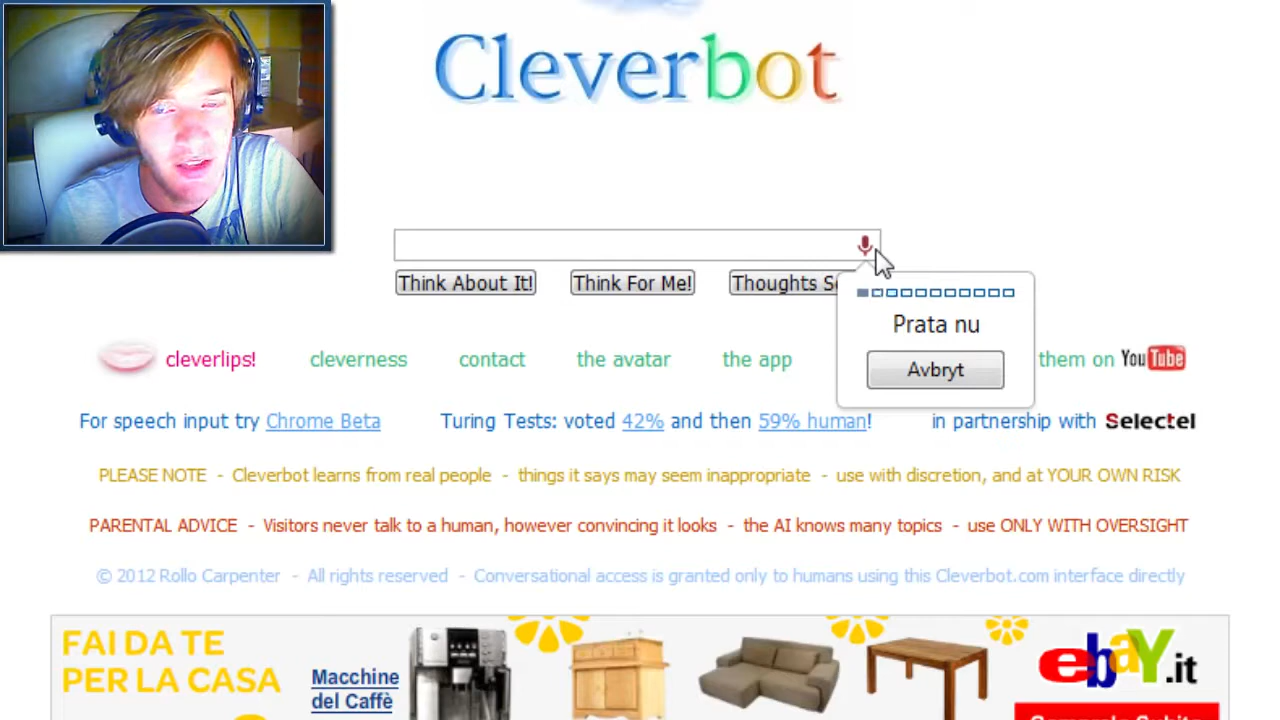 Cleverbot
Think About It! Think For Me! Thoughts
Prata nu
Avbryt
cleverlips! cleverness contact the avatar the app them on YouTube
For speech input try Chrome Beta Turing Tests: voted 42% and then 59% human! in partnership with Selectel
PLEASE NOTE - Cleverbot learns from real people - things it says may seem inappropriate - use with discretion, and at YOUR OWN RISK
PARENTAL ADVICE - Visitors never talk to a human, however convincing it looks - the AI knows many topics - use ONLY WITH OVERSIGHT
© 2012 Rollo Carpenter - All rights reserved - Conversational access is granted only to humans using this Cleverbot.com interface directly
FAI DA TE
PER LA CASA
Macchine
del Caffè
ebay.it